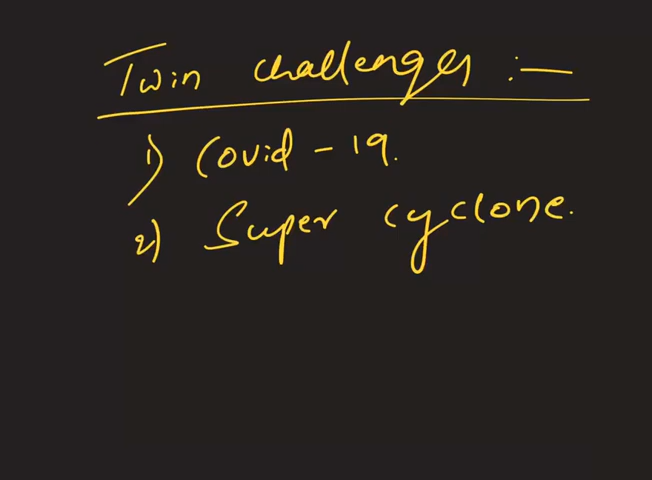 Twin challenges :—
1) Covid - 19.
2) Super cyclone.